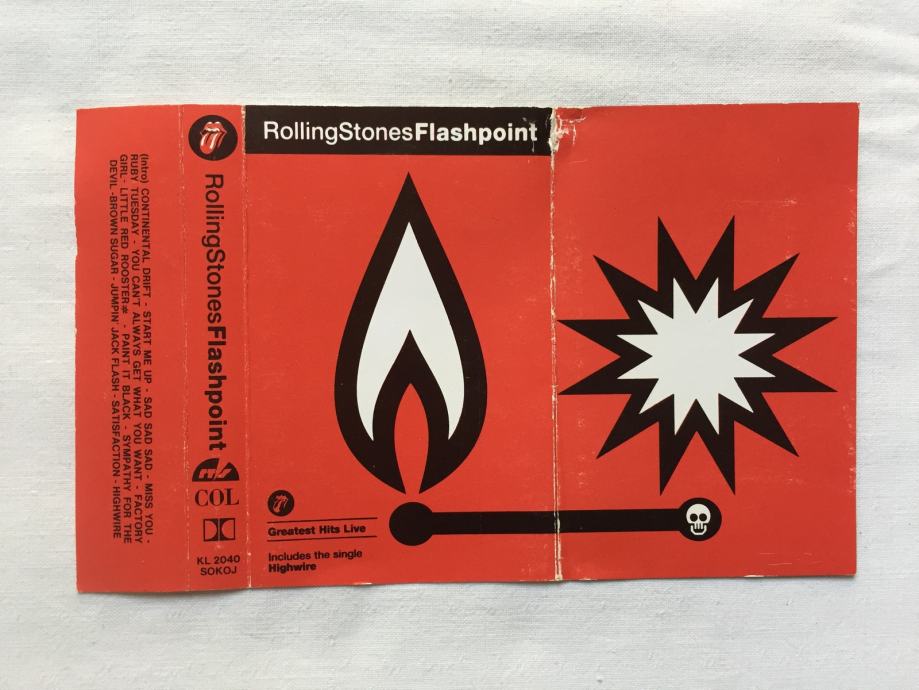 (Intro) CONTINENTAL DRIFT - START ME UP - SAD SAD SAD - MISS YOU -
RUBY TUESDAY - YOU CAN'T ALWAYS GET WHAT YOU WANT - FACTORY
GIRL- LITTLE RED ROOSTER# - PAINT IT BLACK - SYMPATHY FOR THE
DEVIL -BROWN SUGAR - JUMPIN' JACK FLASH - SATISFACTION - HIGHWIRE
RollingStonesFlashpoint
COL
KL 2040
SOKOJ
RollingStonesFlashpoint
Greatest Hits Live
Includes the single
Highwire